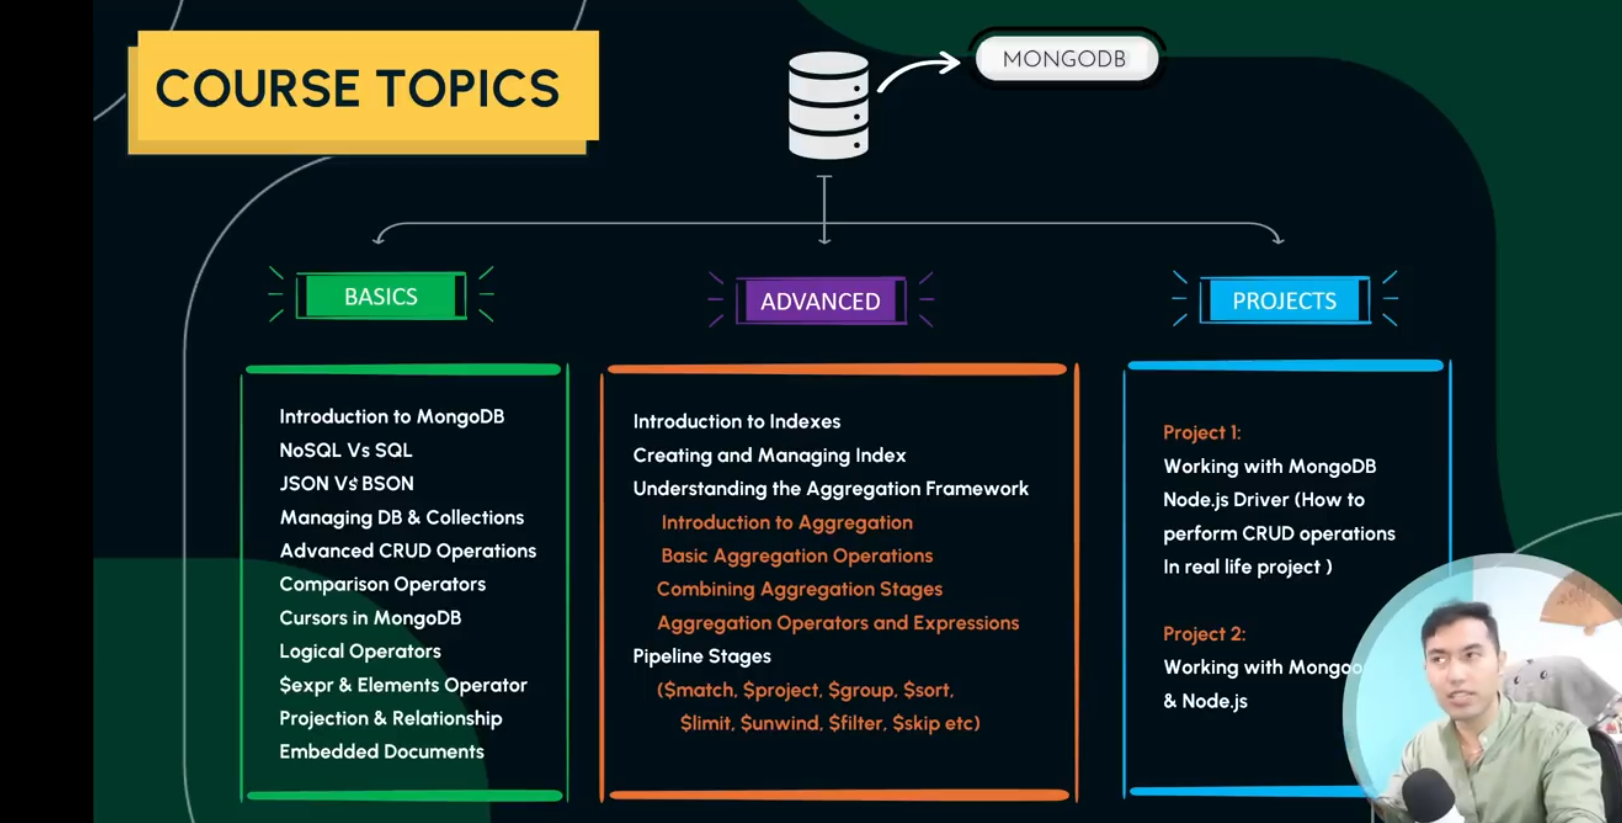 COURSE TOPICS
MONGODB
BASICS
Introduction to MongoDB
NoSQL Vs SQL
JSON Vs BSON
Managing DB & Collections
Advanced CRUD Operations
Comparison Operators
Cursors in MongoDB
Logical Operators
$expr & Elements Operator
Projection & Relationship
Embedded Documents
ADVANCED
Introduction to Indexes
Creating and Managing Index
Understanding the Aggregation Framework
Introduction to Aggregation
Basic Aggregation Operations
Combining Aggregation Stages
Aggregation Operators and Expressions
Pipeline Stages
($match, $project, $group, $sort,
$limit, $unwind, $filter, $skip etc)
PROJECTS
Project 1:
Working with MongoDB
Node.js Driver (How to
perform CRUD operations
In real life project )
Project 2:
Working with
& Node.js